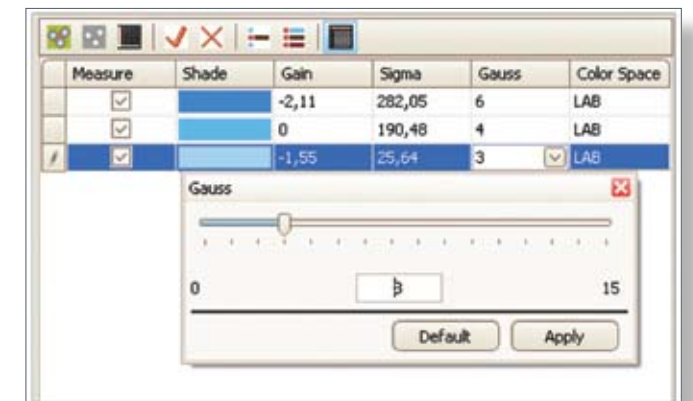 Measure Shade Gain Sigma Gauss Color Space
-2,11 282,05 6 LAB
0 190,48 4 LAB
-1,55 25,64 3 LAB
Gauss
0 3 15
Default Apply